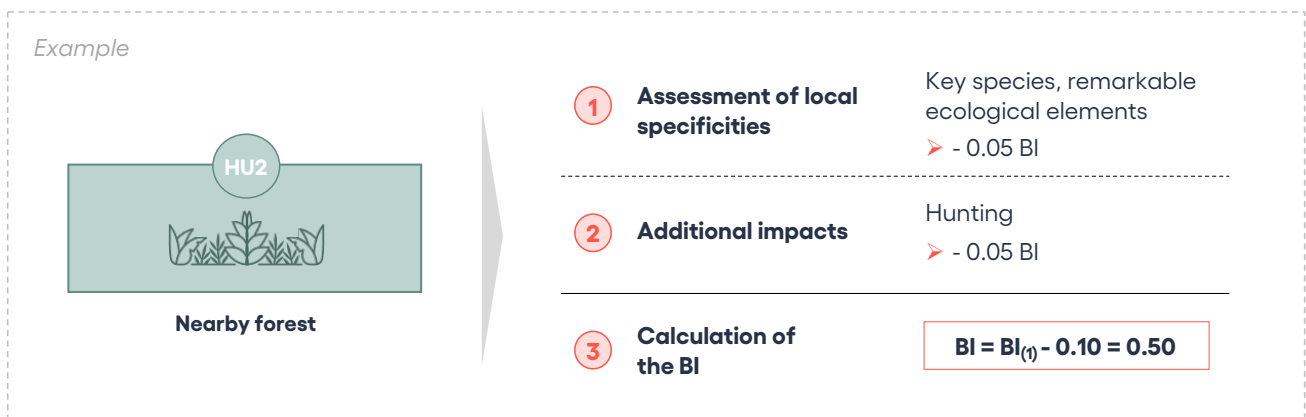 Example
HU2
Nearby forest
1
Assessment of local
specificities
Key species, remarkable
ecological elements
➢ - 0.05 BI
2
Additional impacts
Hunting
➢ - 0.05 BI
3
Calculation of
the BI
BI = BI(1) - 0.10 = 0.50